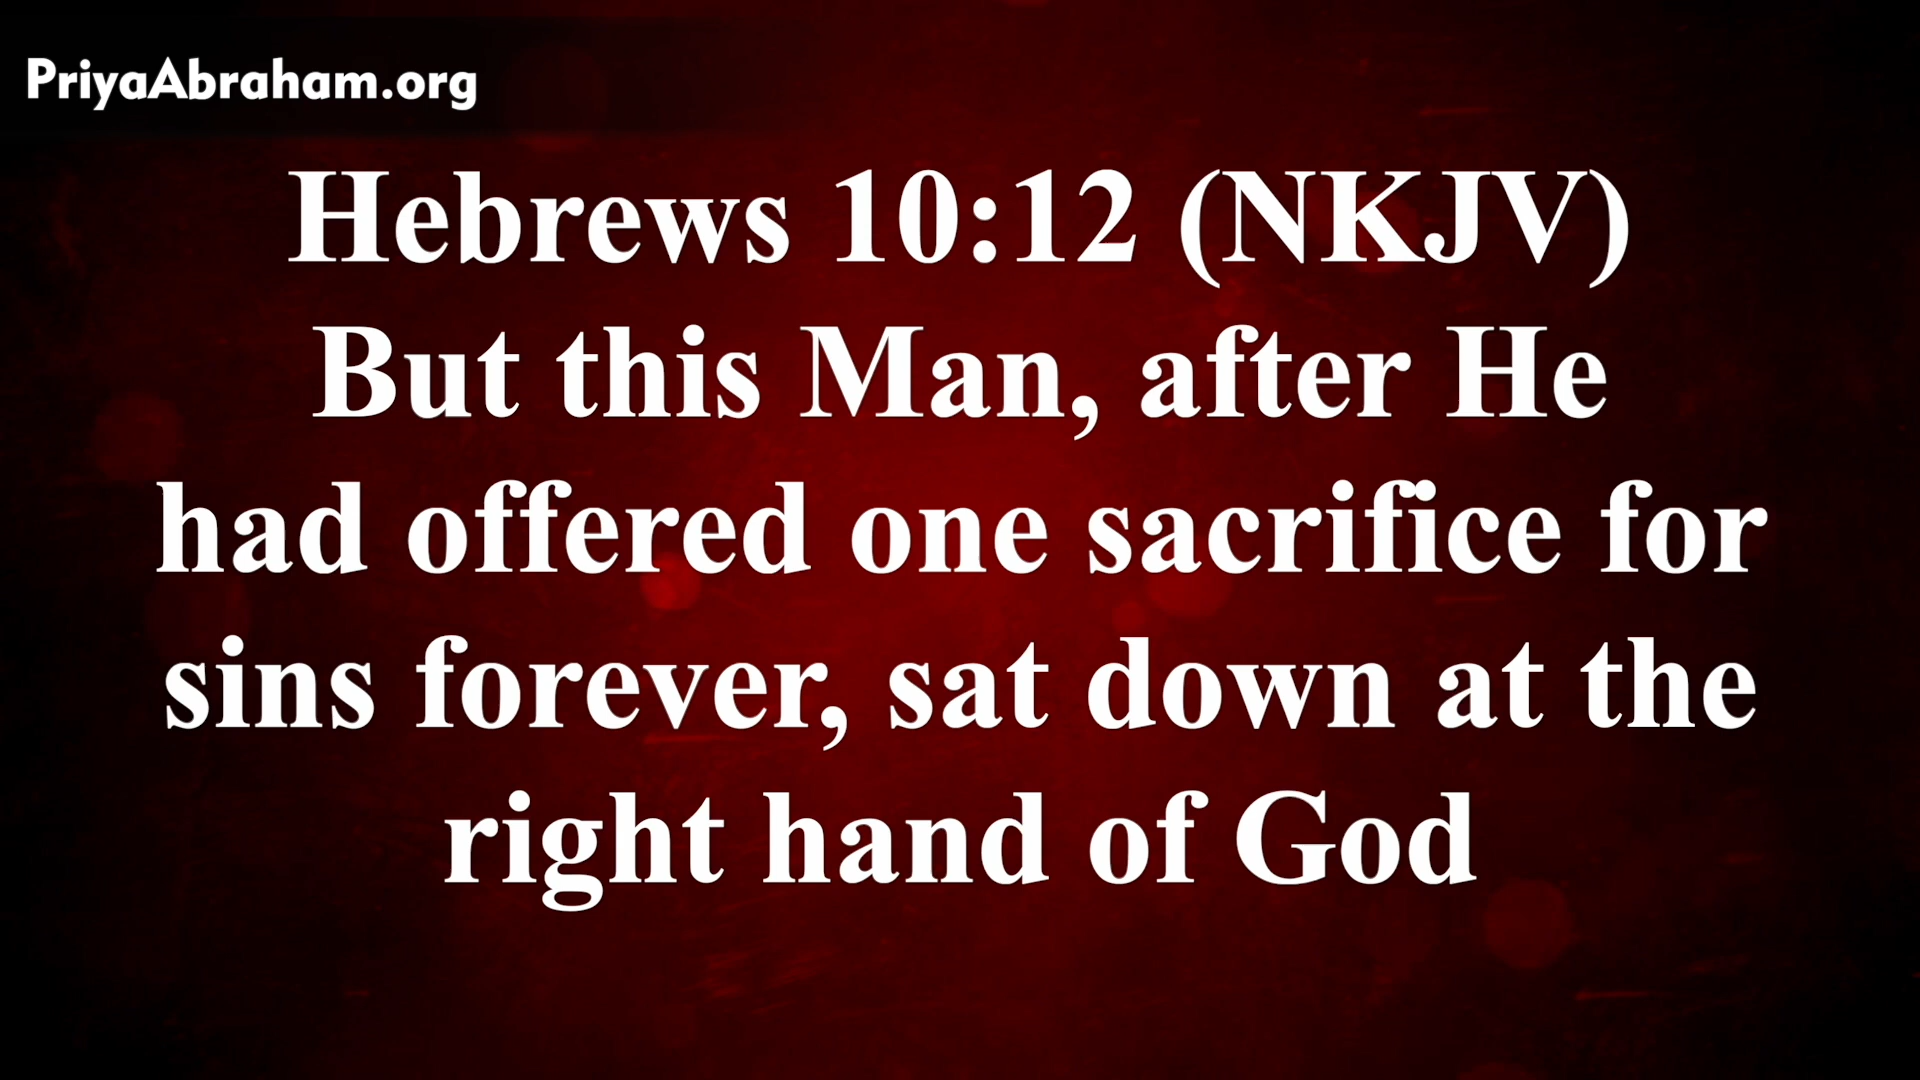 PriyaAbraham.org
Hebrews 10:12 (NKJV)
But this Man, after He
had offered one sacrifice for
sins forever, sat down at the
right hand of God